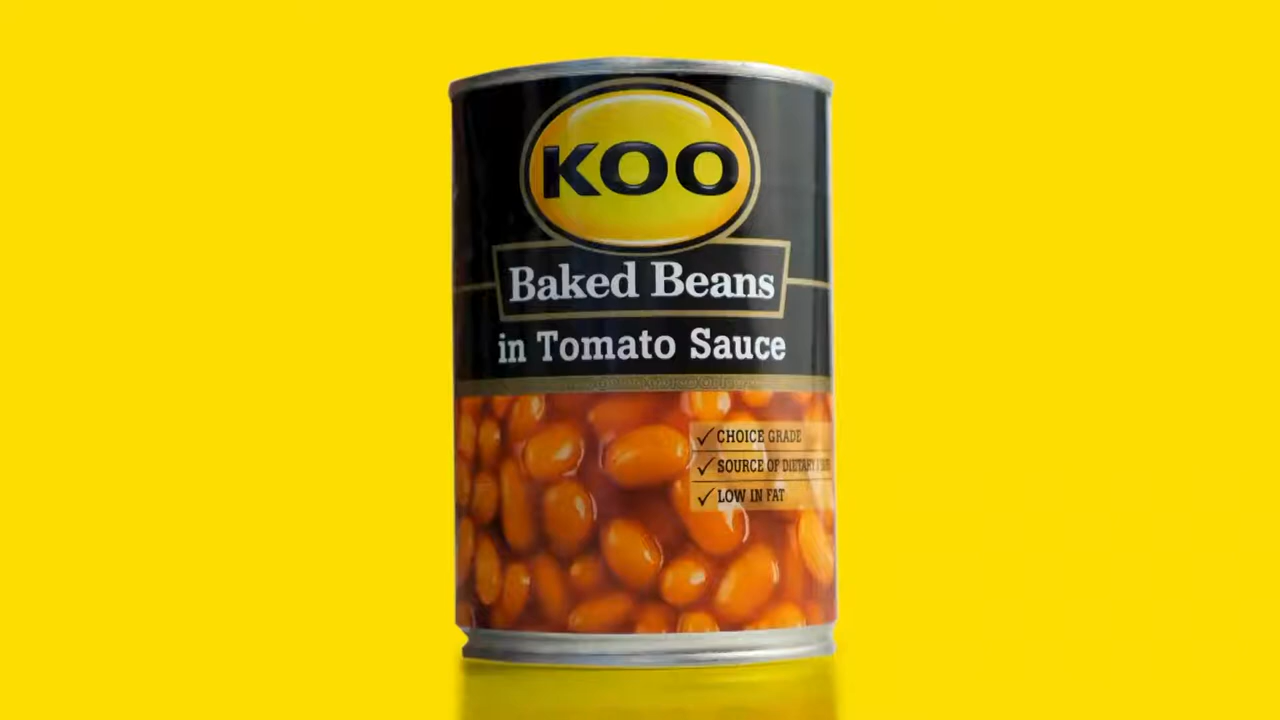 KOO
Baked Beans
in Tomato Sauce
✓ CHOICE GRADE
✓ SOURCE OF DIETARY
✓ LOW IN FAT